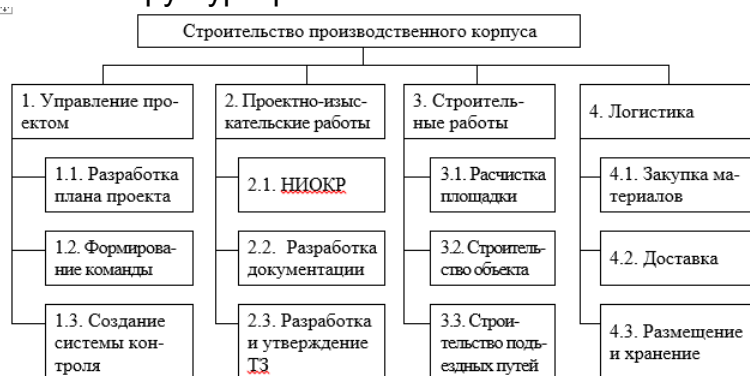 Строительство производственного корпуса
1. Управление про-
ектом
2. Проектно-изыс-
кательские работы
3. Строитель-
ные работы
4. Логистика
1.1. Разработка
плана проекта
2.1. НИОКР
3.1. Расчистка
площадки
4.1. Закупка ма-
териалов
1.2. Формирова-
ние команды
2.2. Разработка
документации
3.2. Строитель-
ство объекта
4.2. Доставка
1.3. Создание
системы кон-
троля
2.3. Разработка
и утверждение
ТЗ
3.3. Строи-
тельство подъ-
ездных путей
4.3. Размещение
и хранение